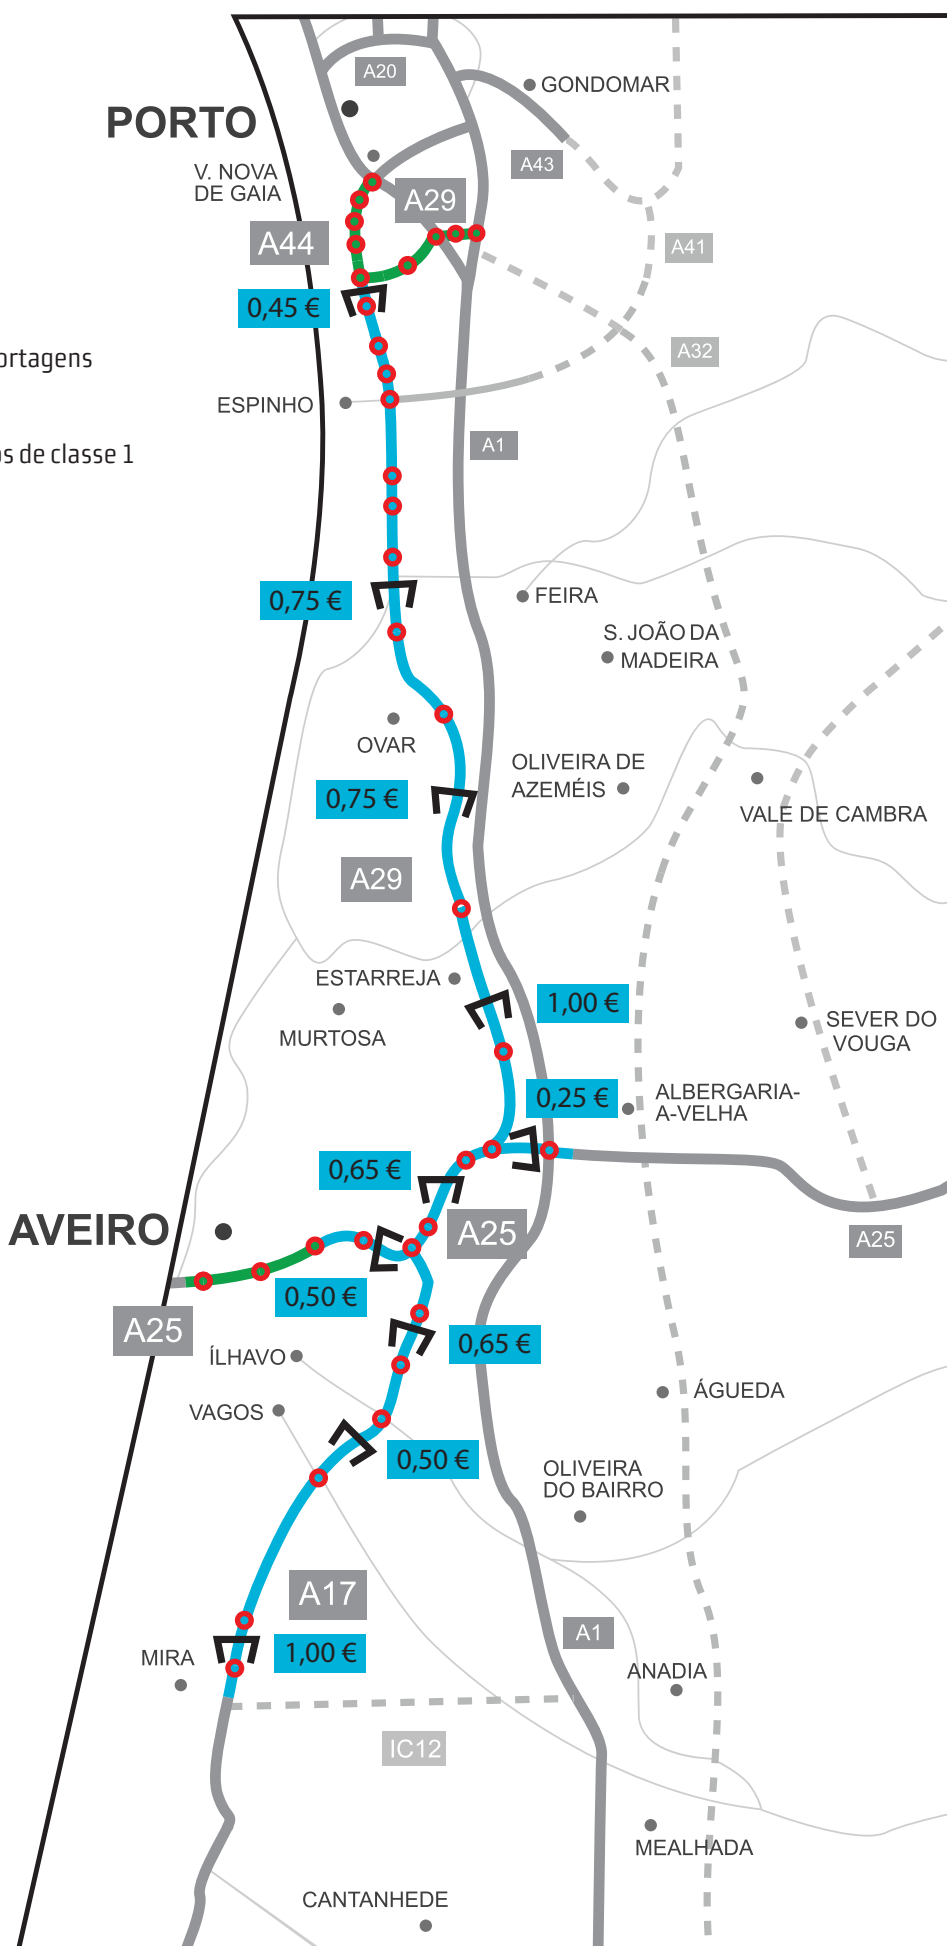 A20
GONDOMAR
PORTO
A43
V. NOVA
DE GAIA
A29
A44
A41
0,45 €
ortagens
A32
ESPINHO
A1
s de classe 1
0,75 €
FEIRA
S. JOÃO DA
MADEIRA
OVAR
OLIVEIRA DE
AZEMÉIS
0,75 €
VALE DE CAMBRA
A29
ESTARREJA
1,00 €
MURTOSA
SEVER DO
VOUGA
0,25 €
ALBERGARIA-
A-VELHA
0,65 €
AVEIRO
A25
A25
0,50 €
A25
0,65 €
ÍLHAVO
ÁGUEDA
VAGOS
0,50 €
OLIVEIRA
DO BAIRRO
A17
A1
1,00 €
MIRA
ANADIA
IC12
MEALHADA
CANTANHEDE